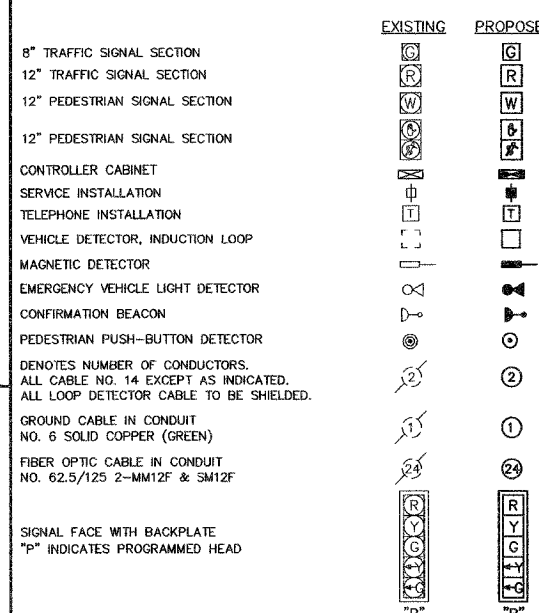 EXISTING PROPOSE
8" TRAFFIC SIGNAL SECTION G G
12" TRAFFIC SIGNAL SECTION R R
12" PEDESTRIAN SIGNAL SECTION W W
12" PEDESTRIAN SIGNAL SECTION
CONTROLLER CABINET
SERVICE INSTALLATION
TELEPHONE INSTALLATION T T
VEHICLE DETECTOR, INDUCTION LOOP
MAGNETIC DETECTOR
EMERGENCY VEHICLE LIGHT DETECTOR
CONFIRMATION BEACON
PEDESTRIAN PUSH-BUTTON DETECTOR
DENOTES NUMBER OF CONDUCTORS.
ALL CABLE NO. 14 EXCEPT AS INDICATED. 2 2
ALL LOOP DETECTOR CABLE TO BE SHIELDED.
GROUND CABLE IN CONDUIT 1 1
NO. 6 SOLID COPPER (GREEN)
FIBER OPTIC CABLE IN CONDUIT 24 24
NO. 62.5/125 2-MM12F & SM12F
R R
Y Y
SIGNAL FACE WITH BACKPLATE G G
"P" INDICATES PROGRAMMED HEAD
Y Y
G G
"P" "P"